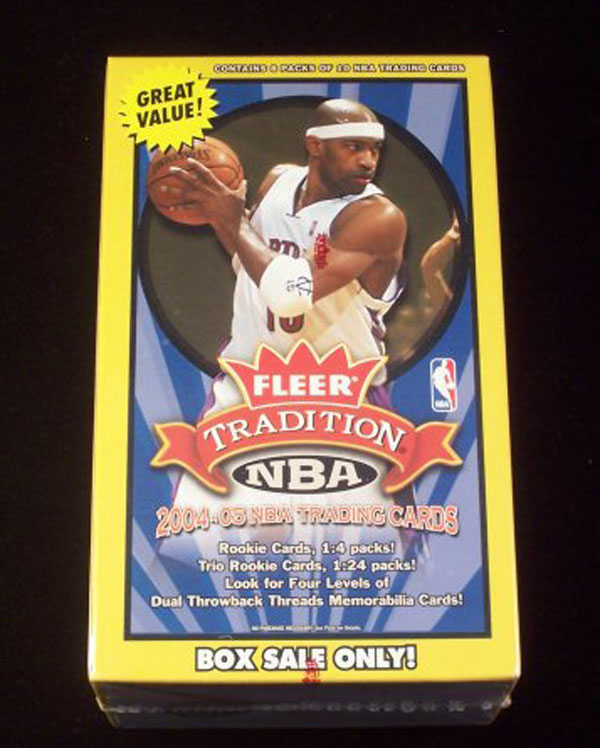 CONTAINS 6 PACKS OF 10 NBA TRADING CARDS
GREAT
VALUE!
10
FLEER®
TRADITION®
NBA
NBA
2004-05 NBA TRADING CARDS
Rookie Cards, 1:4 packs!
Trio Rookie Cards, 1:24 packs!
Look for Four Levels of
Dual Throwback Threads Memorabilia Cards!
BOX SALE ONLY!